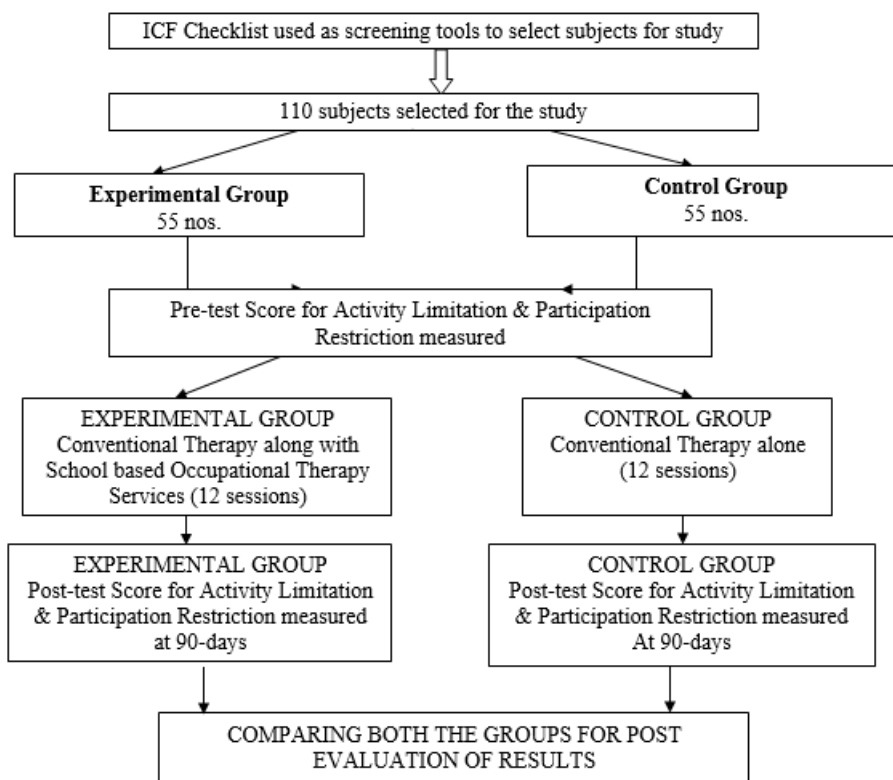 ICF Checklist used as screening tools to select subjects for study
110 subjects selected for the study
Experimental Group
55 nos.
Control Group
55 nos.
Pre-test Score for Activity Limitation & Participation
Restriction measured
EXPERIMENTAL GROUP
Conventional Therapy along with
School based Occupational Therapy
Services (12 sessions)
CONTROL GROUP
Conventional Therapy alone
(12 sessions)
EXPERIMENTAL GROUP
Post-test Score for Activity Limitation
& Participation Restriction measured
at 90-days
CONTROL GROUP
Post-test Score for Activity Limitation
& Participation Restriction measured
At 90-days
COMPARING BOTH THE GROUPS FOR POST
EVALUATION OF RESULTS